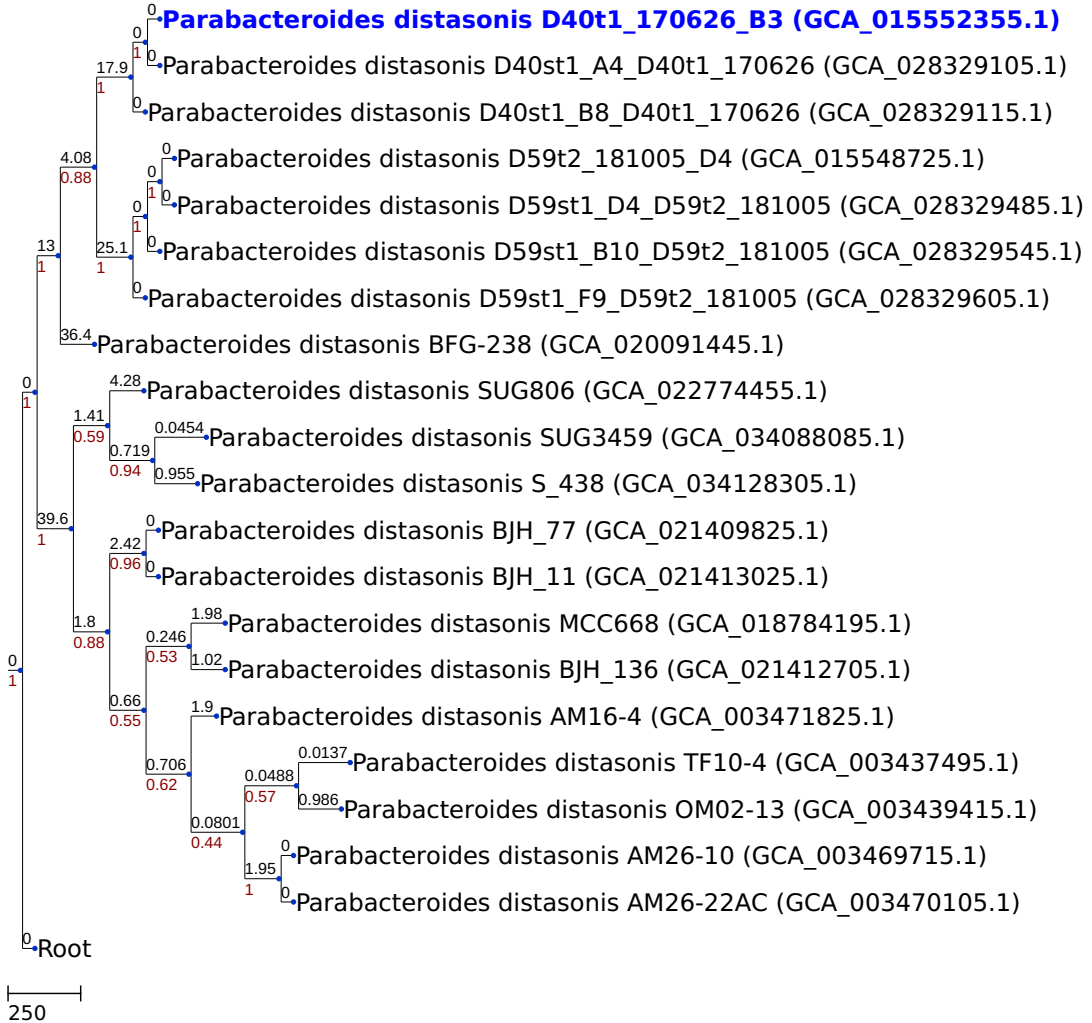 0
Parabacteroides distasonis D40t1_170626_B3 (GCA_015552355.1)
0
1
0
Parabacteroides distasonis D40st1_A4_D40t1_170626 (GCA_028329105.1)
17.9
1
0
Parabacteroides distasonis D40st1_B8_D40t1_170626 (GCA_028329115.1)
4.08
0.88
0
Parabacteroides distasonis D59t2_181005_D4 (GCA_015548725.1)
0
1
0
Parabacteroides distasonis D59st1_D4_D59t2_181005 (GCA_028329485.1)
0
1
0
Parabacteroides distasonis D59st1_B10_D59t2_181005 (GCA_028329545.1)
25.1
1
0
Parabacteroides distasonis D59st1_F9_D59t2_181005 (GCA_028329605.1)
13
1
36.4
Parabacteroides distasonis BFG-238 (GCA_020091445.1)
0
1
4.28
Parabacteroides distasonis SUG806 (GCA_022774455.1)
1.41
0.59
0.0454
Parabacteroides distasonis SUG3459 (GCA_034088085.1)
0.719
0.94
0.955
Parabacteroides distasonis S_438 (GCA_034128305.1)
39.6
1
0
Parabacteroides distasonis BJH_77 (GCA_021409825.1)
2.42
0.96
0
Parabacteroides distasonis BJH_11 (GCA_021413025.1)
1.8
0.88
1.98
Parabacteroides distasonis MCC668 (GCA_018784195.1)
0.246
0.53
1.02
Parabacteroides distasonis BJH_136 (GCA_021412705.1)
0
1
0.66
0.55
1.9
Parabacteroides distasonis AM16-4 (GCA_003471825.1)
0.706
0.62
0.0137
Parabacteroides distasonis TF10-4 (GCA_003437495.1)
0.0488
0.57
0.986
Parabacteroides distasonis OM02-13 (GCA_003439415.1)
0.0801
0.44
0
Parabacteroides distasonis AM26-10 (GCA_003469715.1)
1.95
1
0
Parabacteroides distasonis AM26-22AC (GCA_003470105.1)
0
Root
250